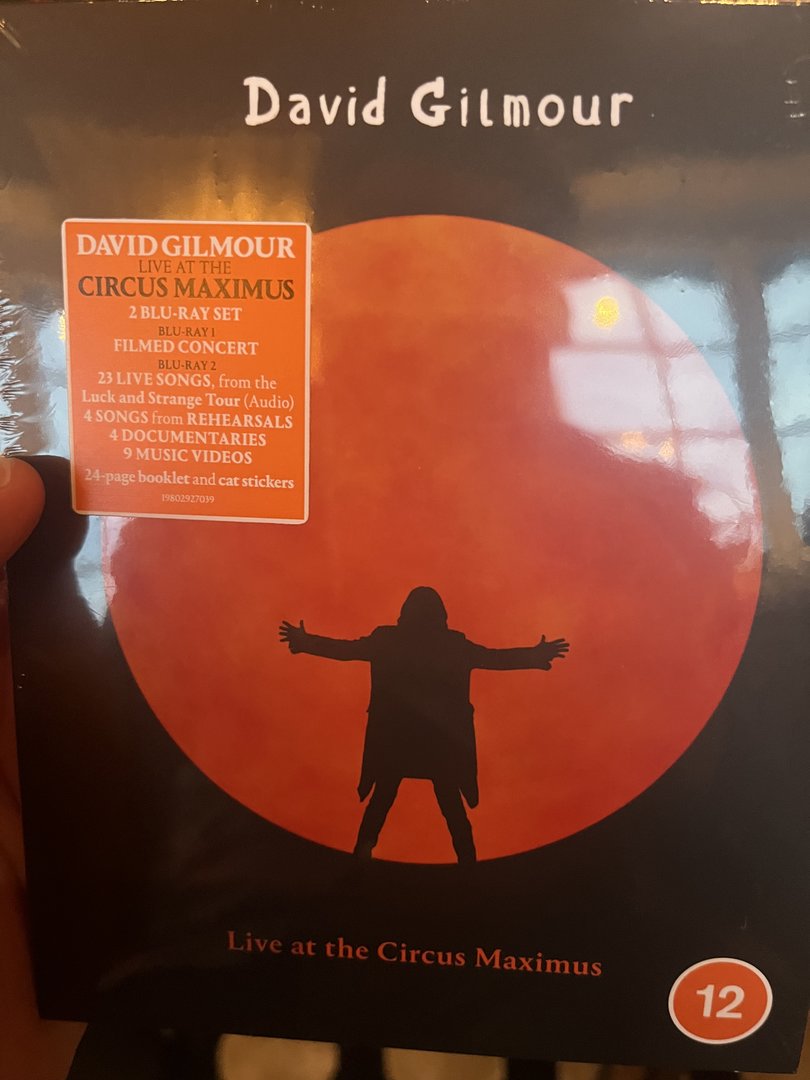 David Gilmour
DAVID GILMOUR
LIVE AT THE
CIRCUS MAXIMUS
2 BLU-RAY SET
BLU-RAY 1
FILMED CONCERT
BLU-RAY 2
23 LIVE SONGS, from the
Luck and Strange Tour (Audio)
4 SONGS from REHEARSALS
4 DOCUMENTARIES
9 MUSIC VIDEOS
24-page booklet and cat stickers
19802927039
Live at the Circus Maximus
12